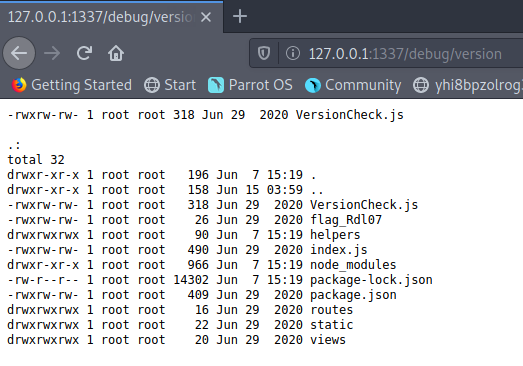 127.0.0.1:1337/debug/version
127.0.0.1:1337/debug/version
Getting Started Start Parrot OS Community yhi8bpzolrog
-rwxrw-rw- 1 root root 318 Jun 29  2020 VersionCheck.js
.:
total 32
drwxr-xr-x 1 root root   196 Jun  7 15:19 .
drwxr-xr-x 1 root root   158 Jun 15 03:59 ..
-rwxrw-rw- 1 root root   318 Jun 29  2020 VersionCheck.js
-rwxrw-rw- 1 root root    26 Jun 29  2020 flag_Rdl07
drwxrwxrwx 1 root root    90 Jun  7 15:19 helpers
-rwxrw-rw- 1 root root   490 Jun 29  2020 index.js
drwxr-xr-x 1 root root   966 Jun  7 15:19 node_modules
-rw-r--r-- 1 root root 14302 Jun  7 15:19 package-lock.json
-rwxrw-rw- 1 root root   409 Jun 29  2020 package.json
drwxrwxrwx 1 root root    16 Jun 29  2020 routes
drwxrwxrwx 1 root root    22 Jun 29  2020 static
drwxrwxrwx 1 root root    20 Jun 29  2020 views